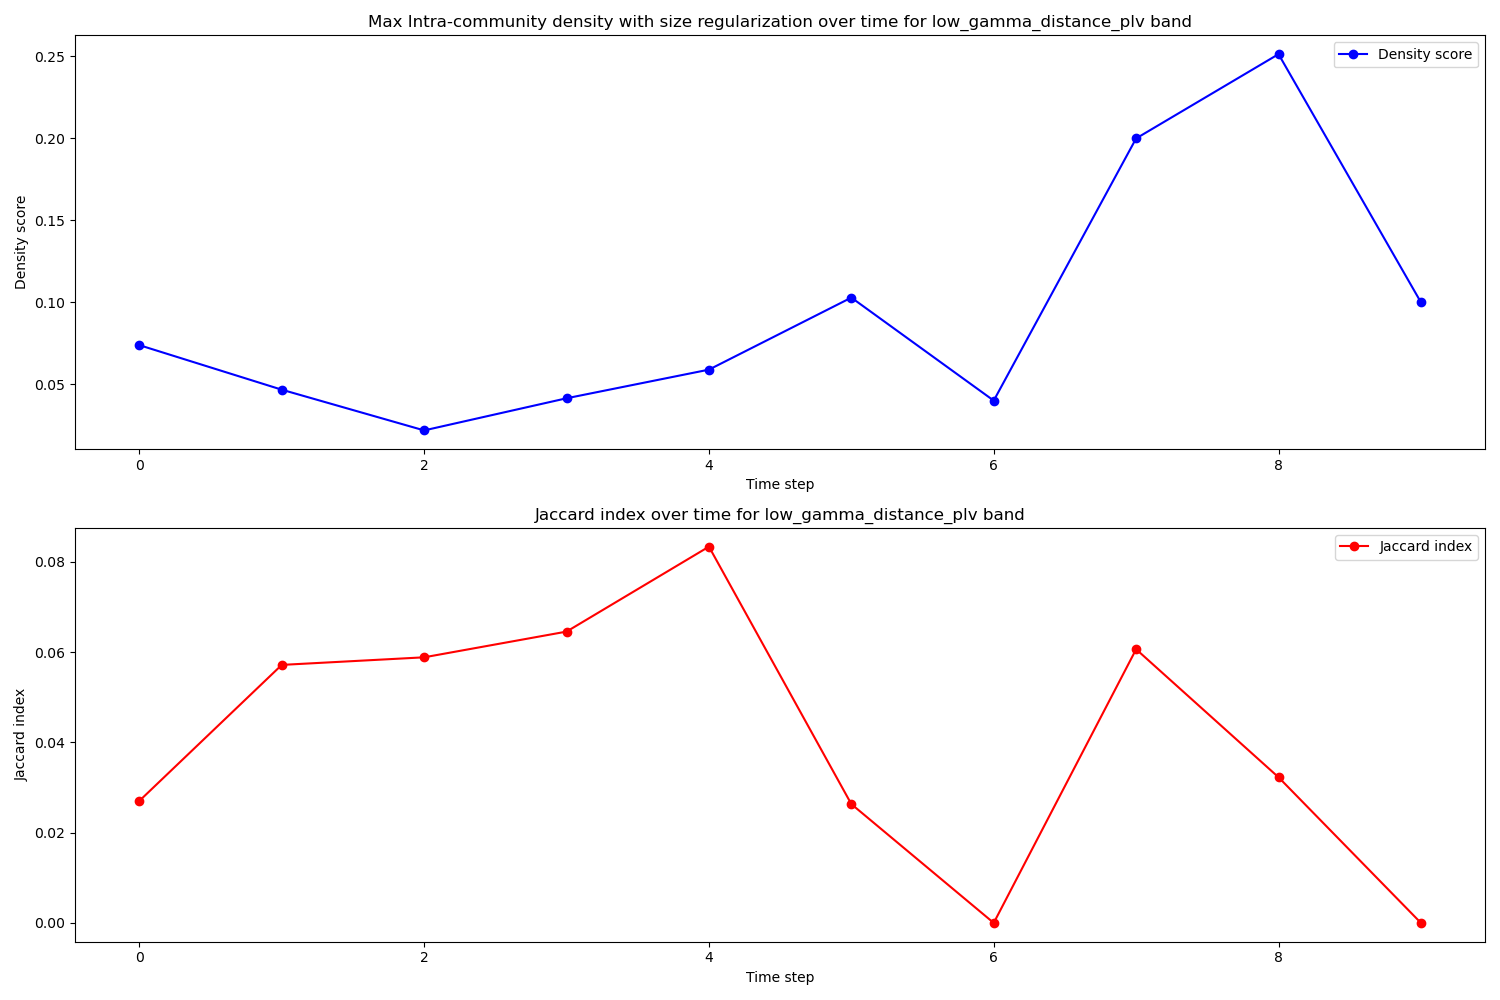 Max Intra-community density with size regularization over time for low_gamma_distance_plv band
Density score
0.25
0.20
0.15
0.10
0.05
Density score
0 2 4 6 8
Time step
Jaccard index over time for low_gamma_distance_plv band
Jaccard index
0.08
0.06
0.04
0.02
0.00
Jaccard index
0 2 4 6 8
Time step